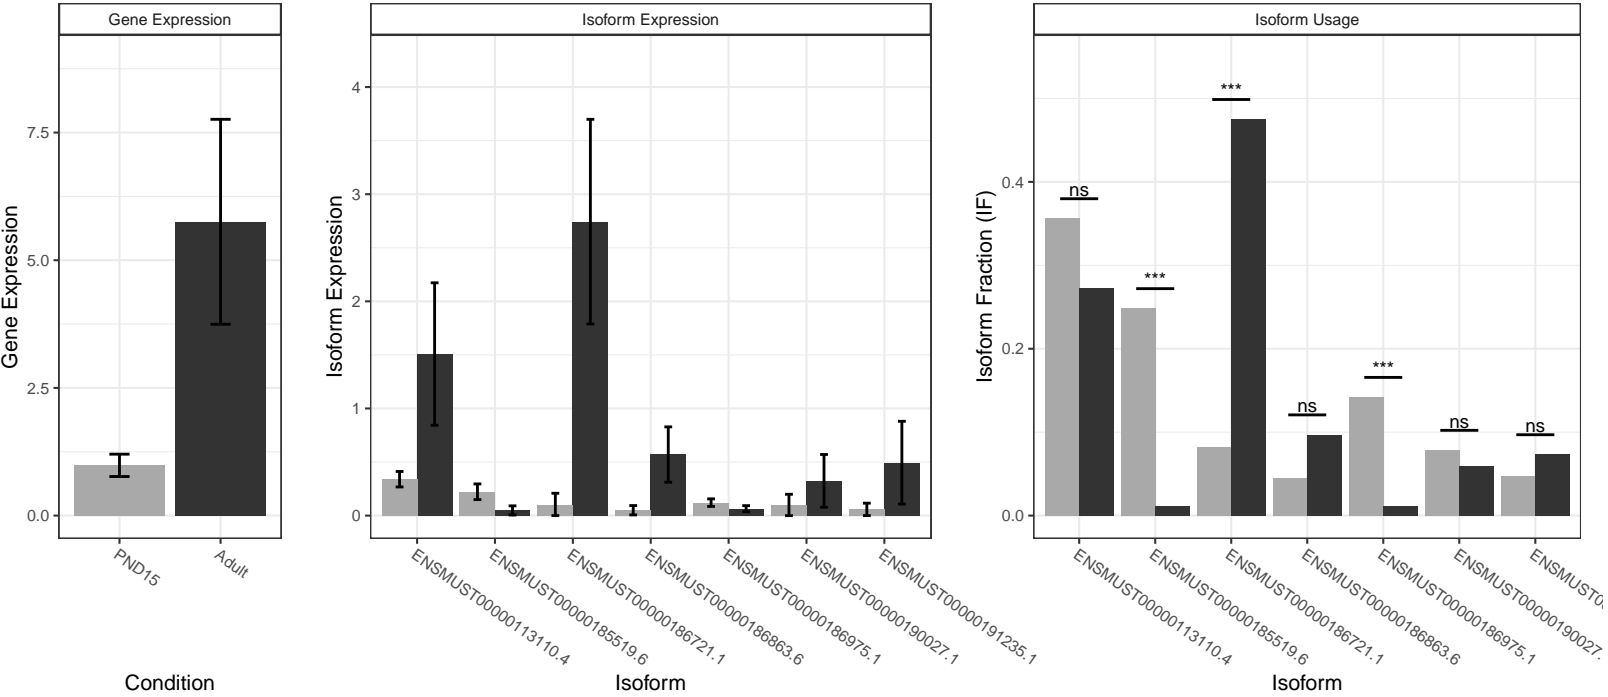 Gene Expression
Isoform Expression
Isoform Usage
Gene Expression
7.5
5.0
2.5
0.0
PND15
Adult
Condition
Isoform Expression
4
3
2
1
0
ENSMUST00000113110.4
ENSMUST00000185519.6
ENSMUST00000186721.1
ENSMUST00000186863.6
ENSMUST00000186975.1
ENSMUST00000190027.1
ENSMUST00000191235.1
Isoform
Isoform Fraction (IF)
0.4
0.2
0.0
ns
***
***
ns
***
ns
ns
ENSMUST00000113110.4
ENSMUST00000185519.6
ENSMUST00000186721.1
ENSMUST00000186863.6
ENSMUST00000186975.1
ENSMUST00000190027.
ENSMUST0
Isoform